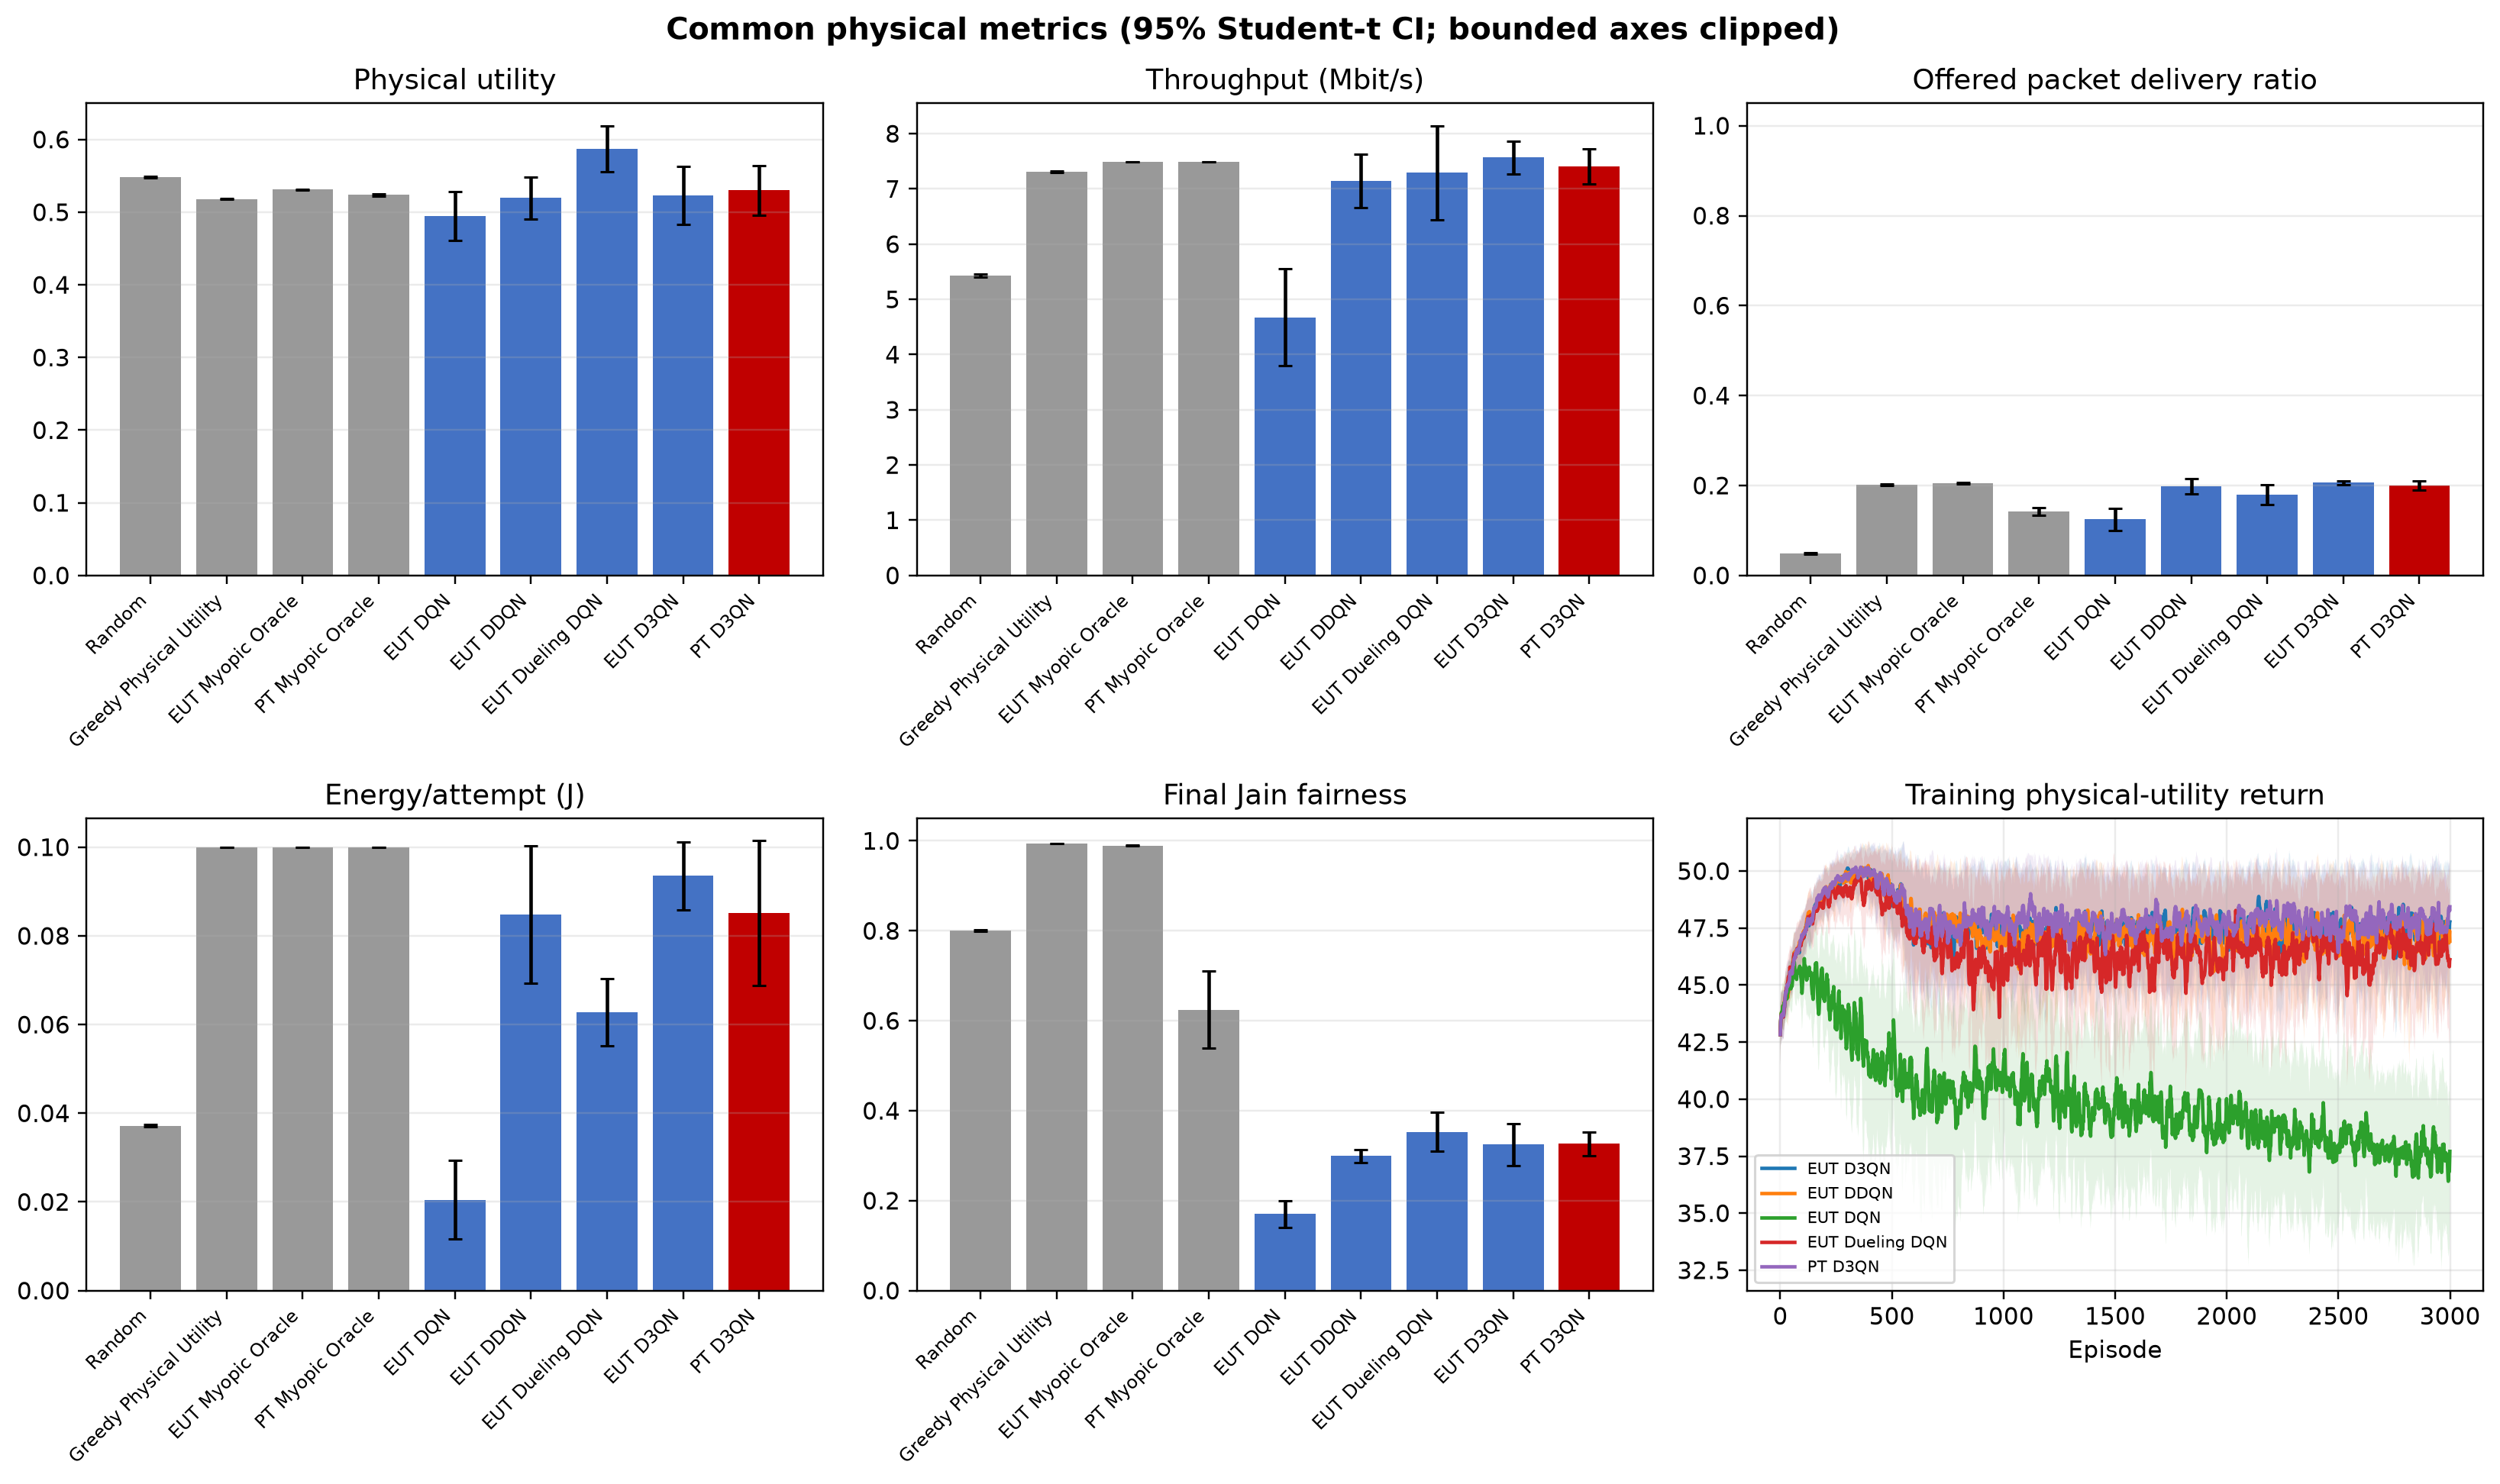 Common physical metrics (95% Student-t CI; bounded axes clipped)
Physical utility
0.6
0.5
0.4
0.3
0.2
0.1
0.0
Random
Greedy Physical Utility
EUT Myopic Oracle
PT Myopic Oracle
EUT DQN
EUT DDQN
EUT Dueling DQN
EUT D3QN
PT D3QN
Throughput (Mbit/s)
8
7
6
5
4
3
2
1
0
Random
Greedy Physical Utility
EUT Myopic Oracle
PT Myopic Oracle
EUT DQN
EUT DDQN
EUT Dueling DQN
EUT D3QN
PT D3QN
Offered packet delivery ratio
1.0
0.8
0.6
0.4
0.2
0.0
Random
Greedy Physical Utility
EUT Myopic Oracle
PT Myopic Oracle
EUT DQN
EUT DDQN
EUT Dueling DQN
EUT D3QN
PT D3QN
Energy/attempt (J)
0.10
0.08
0.06
0.04
0.02
0.00
Random
Greedy Physical Utility
EUT Myopic Oracle
PT Myopic Oracle
EUT DQN
EUT DDQN
EUT Dueling DQN
EUT D3QN
PT D3QN
Final Jain fairness
1.0
0.8
0.6
0.4
0.2
0.0
Random
Greedy Physical Utility
EUT Myopic Oracle
PT Myopic Oracle
EUT DQN
EUT DDQN
EUT Dueling DQN
EUT D3QN
PT D3QN
Training physical-utility return
50.0
47.5
45.0
42.5
40.0
37.5
35.0
32.5
EUT D3QN
EUT DDQN
EUT DQN
EUT Dueling DQN
PT D3QN
0 500 1000 1500 2000 2500 3000
Episode